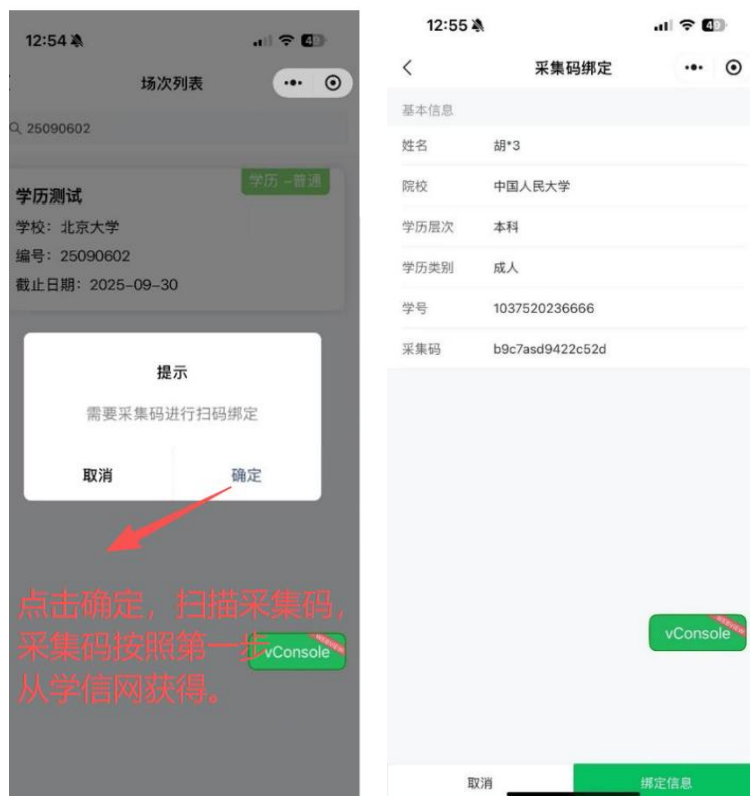 12:54
49
场次列表
25090602
学历 -普通
学历测试
学校：北京大学
编号：25090602
截止日期：2025-09-30
提示
需要采集码进行扫码绑定
取消
确定
点击确定，扫描采集码，
采集码按照第一步
从学信网获得。
vConsole
12:55
49
采集码绑定
基本信息
姓名 胡*3
院校 中国人民大学
学历层次 本科
学历类别 成人
学号 1037520236666
采集码 b9c7asd9422c52d
vConsole
取消
绑定信息